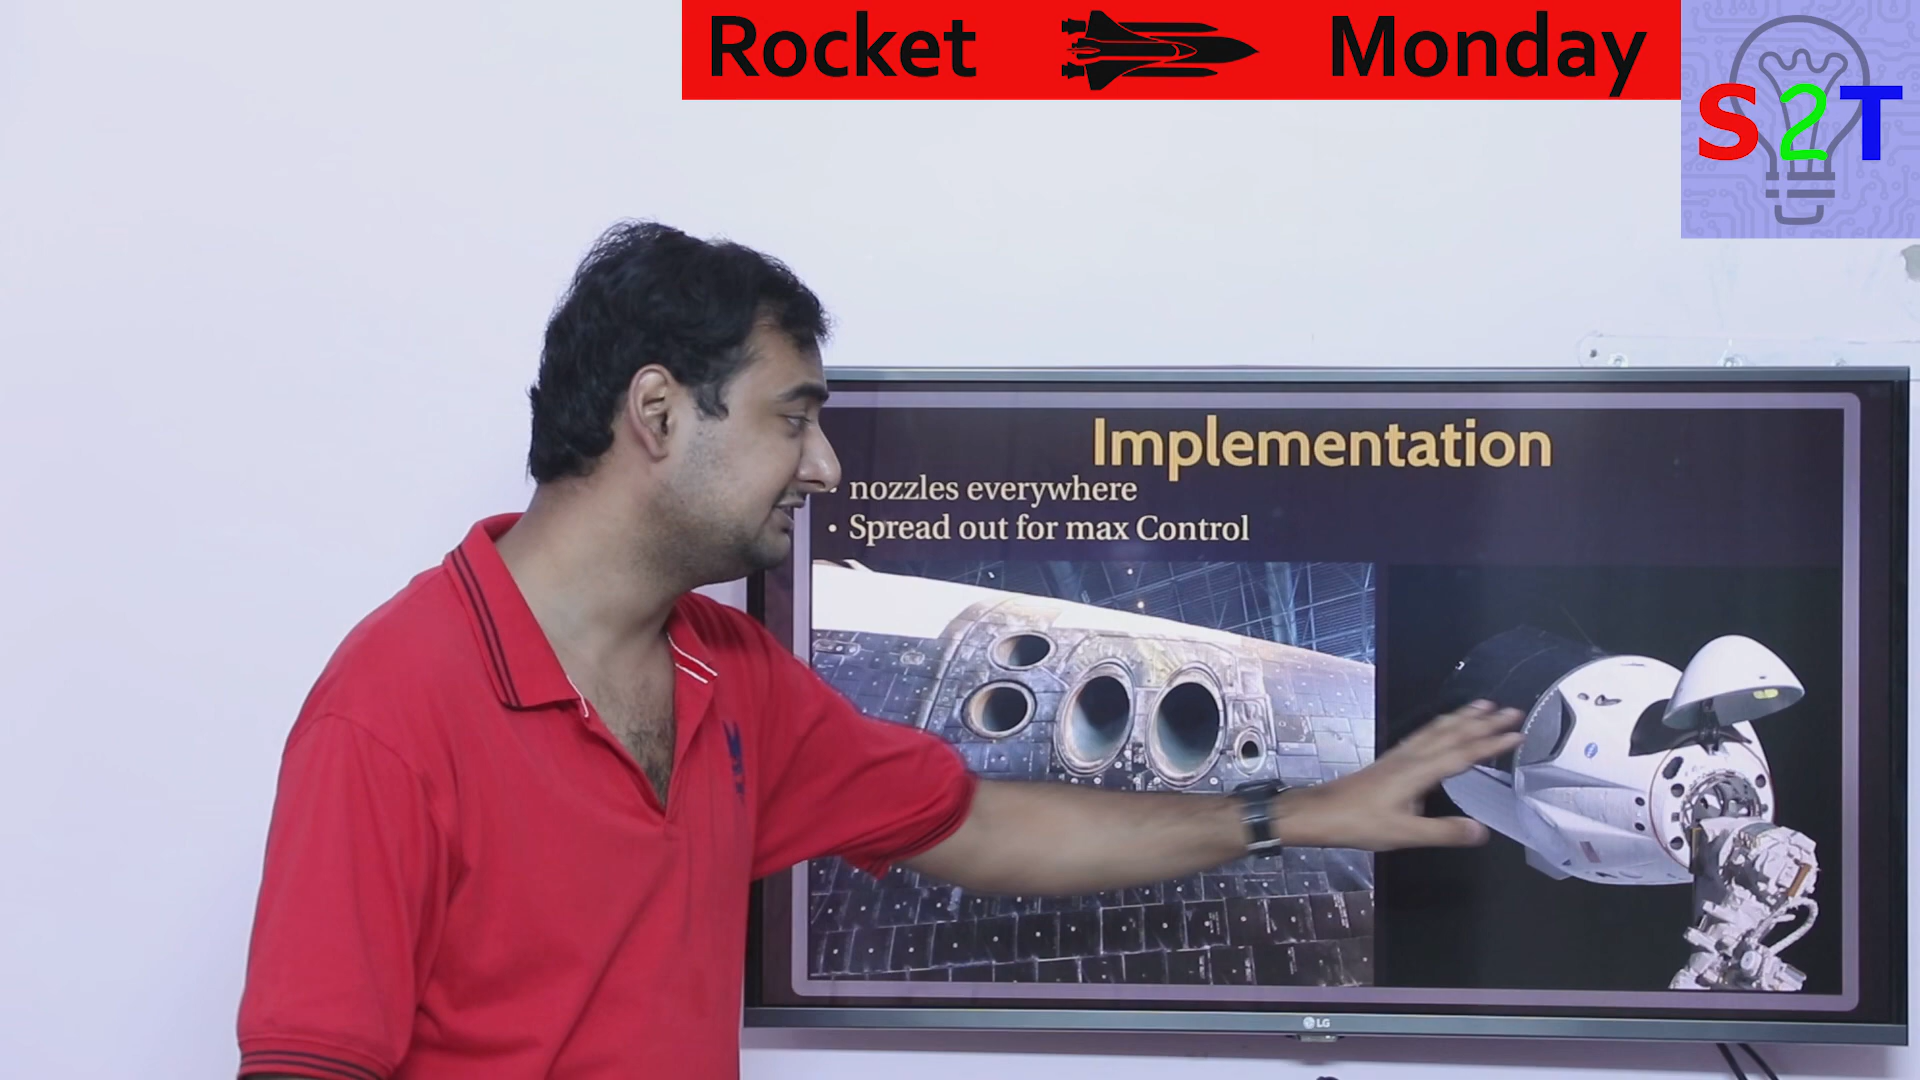 Rocket Monday
S2T
Implementation
• nozzles everywhere
• Spread out for max Control
LG